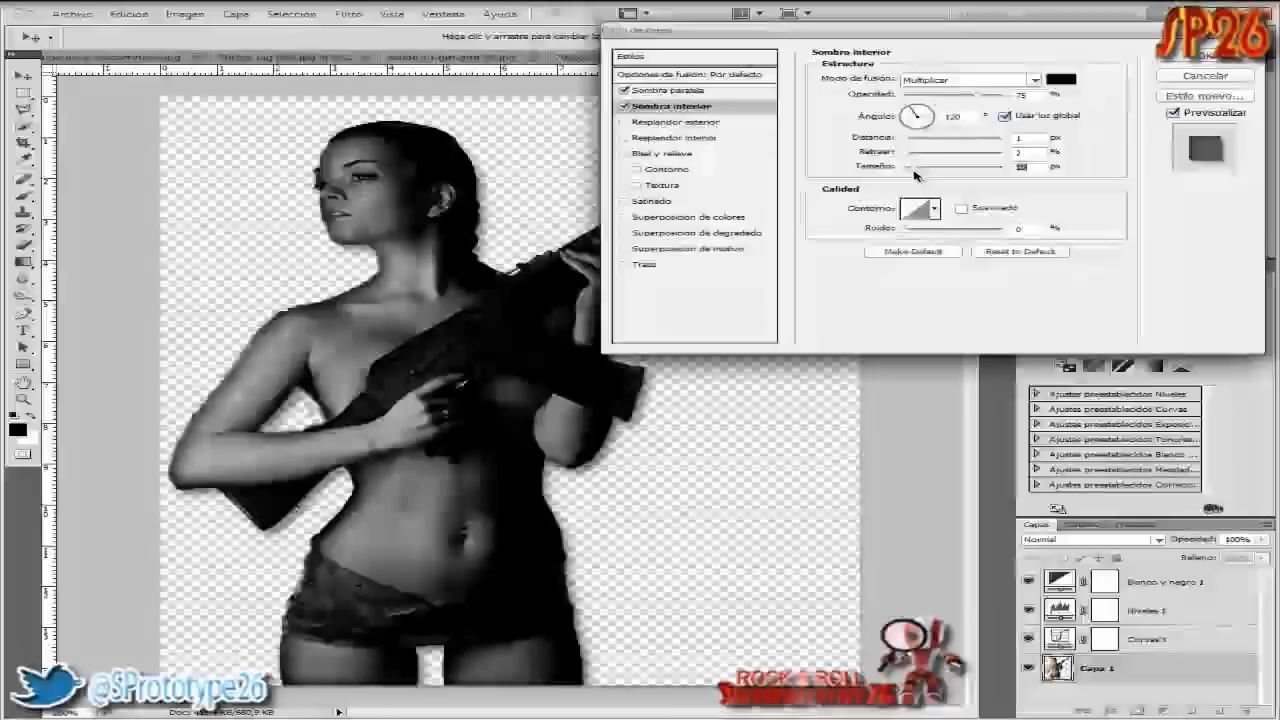 Archivo Edición Imagen Capa Selección Filtro Vista Ventana Ayuda
SP26
Haga clic y arrastre para cambiar
Estilos
Opciones de fusión: Por defecto
Sombra paralela
Sombra interior
Resplandor exterior
Resplandor interior
Bisel y relieve
Contorno
Textura
Satinado
Superposición de colores
Superposición de degradado
Superposición de motivo
Trazo
Sombra interior
Estructura
Modo de fusión: Multiplicar
Opacidad: 75 %
Ángulo: 120 ° Usar luz global
Distancia: 1 px
Retraer: 2 %
Tamaño: px
Calidad
Contorno: Suavizado
Ruido: 0 %
Make Default Reset to Default
Cancelar
Estilo nuevo...
Previsualizar
Ajustes preestablecidos Niveles
Ajustes preestablecidos Curvas
Ajustes preestablecidos Exposici...
Ajustes preestablecidos Tono/sa...
Ajustes preestablecidos Blanco ...
Ajustes preestablecidos Mezclad...
Ajustes preestablecidos Correcc...
Capas
Normal Opacidad: 100%
Relleno:
Blanco y negro 1
Niveles 1
Curvas 1
Capa 1
@SPrototype26
ROCK & ROLL